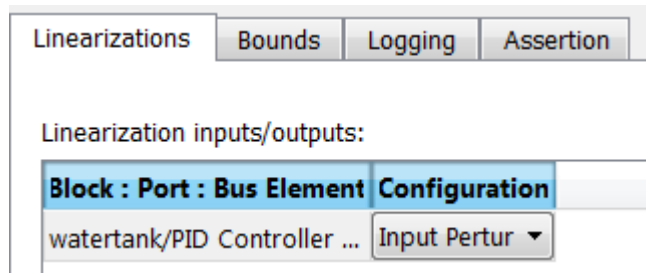 Linearizations Bounds Logging Assertion
Linearization inputs/outputs:
Block : Port : Bus Element Configuration
watertank/PID Controller ... Input Pertur